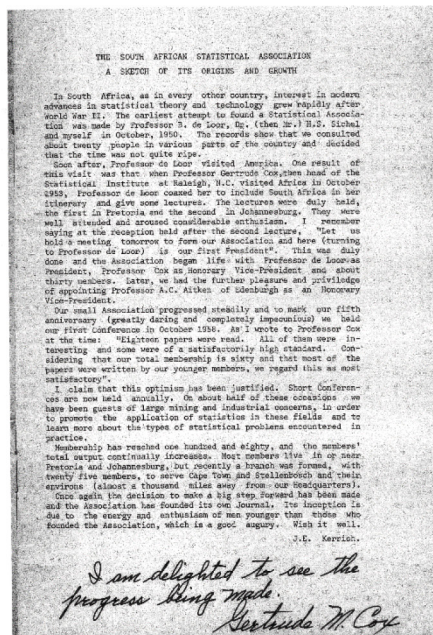 THE SOUTH AFRICAN STATISTICAL ASSOCIATION
A SKETCH OF ITS ORIGINS AND GROWTH
In South Africa, as in every other country, interest in modern
advances in statistical theory and technology grew rapidly after
World War II. The earliest attempt to found a Statistical Associa-
tion was made by Professor B. de Loor, (then Mr.) H.S. Sichel
and myself in October, 1950. The records show that we consulted
about twenty people in various parts of the country and decided
that the time was not quite ripe.
Soon after, Professor de Loor visited America. One result of
this visit was that when Professor Gertrude Cox, then head of the
Statistical Institute at Raleigh, N.C. visited Africa in October
1953, Professor de Loor coaxed her to include South Africa in her
itinerary and give some lectures. The lectures were duly held,
the first in Pretoria and the second in Johannesburg. They were
well attended and aroused considerable enthusiasm. I remember
saying at the reception held after the second lecture, "Let us
hold a meeting tomorrow to form our Association and here (turning
to Professor de Loor) is our first President". This was duly
done and the Association began life with Professor de Loor as
President, Professor Cox as Honorary Vice-President and about
thirty members. Later, we had the further pleasure and priviledge
of appointing Professor A.C. Aitken of Edenburgh as an Honorary
Vice-President.
Our small Association progressed steadily and to mark our fifth
anniversary (greatly daring and completely impecunious) we held
our first Conference in October 1958. As I wrote to Professor Cox
at the time: "Eighteen papers were read. All of them were in-
teresting and some were of a satisfactorily high standard. Con-
sidering that our total membership is sixty and that most of the
papers were written by our younger members, we regard this as most
satisfactory".
I claim that this optimism has been justified. Short Conferen-
ces are now held annually. On about half of these occasions we
have been guests of large mining and industrial concerns, in order
to promote the application of statistics in these fields and to
learn more about the types of statistical problems encountered in
practice.
Membership has reached one hundred and eighty, and the members'
total output continually increases. Most members live in or near
Pretoria and Johannesburg, but recently a branch was formed, with
twenty five members, to serve Cape Town and Stellenbosch and their
environs (almost a thousand miles away from our Headquarters).
Once again the decision to make a big step forward has been made
and the Association has founded its own Journal. Its inception is
due to the energy and enthusiasm of men younger than those who
founded the Association, which is a good augury. Wish it well.
J.E. Kerrich.
I am delighted to see the
progress being made.
Gertrude M. Cox